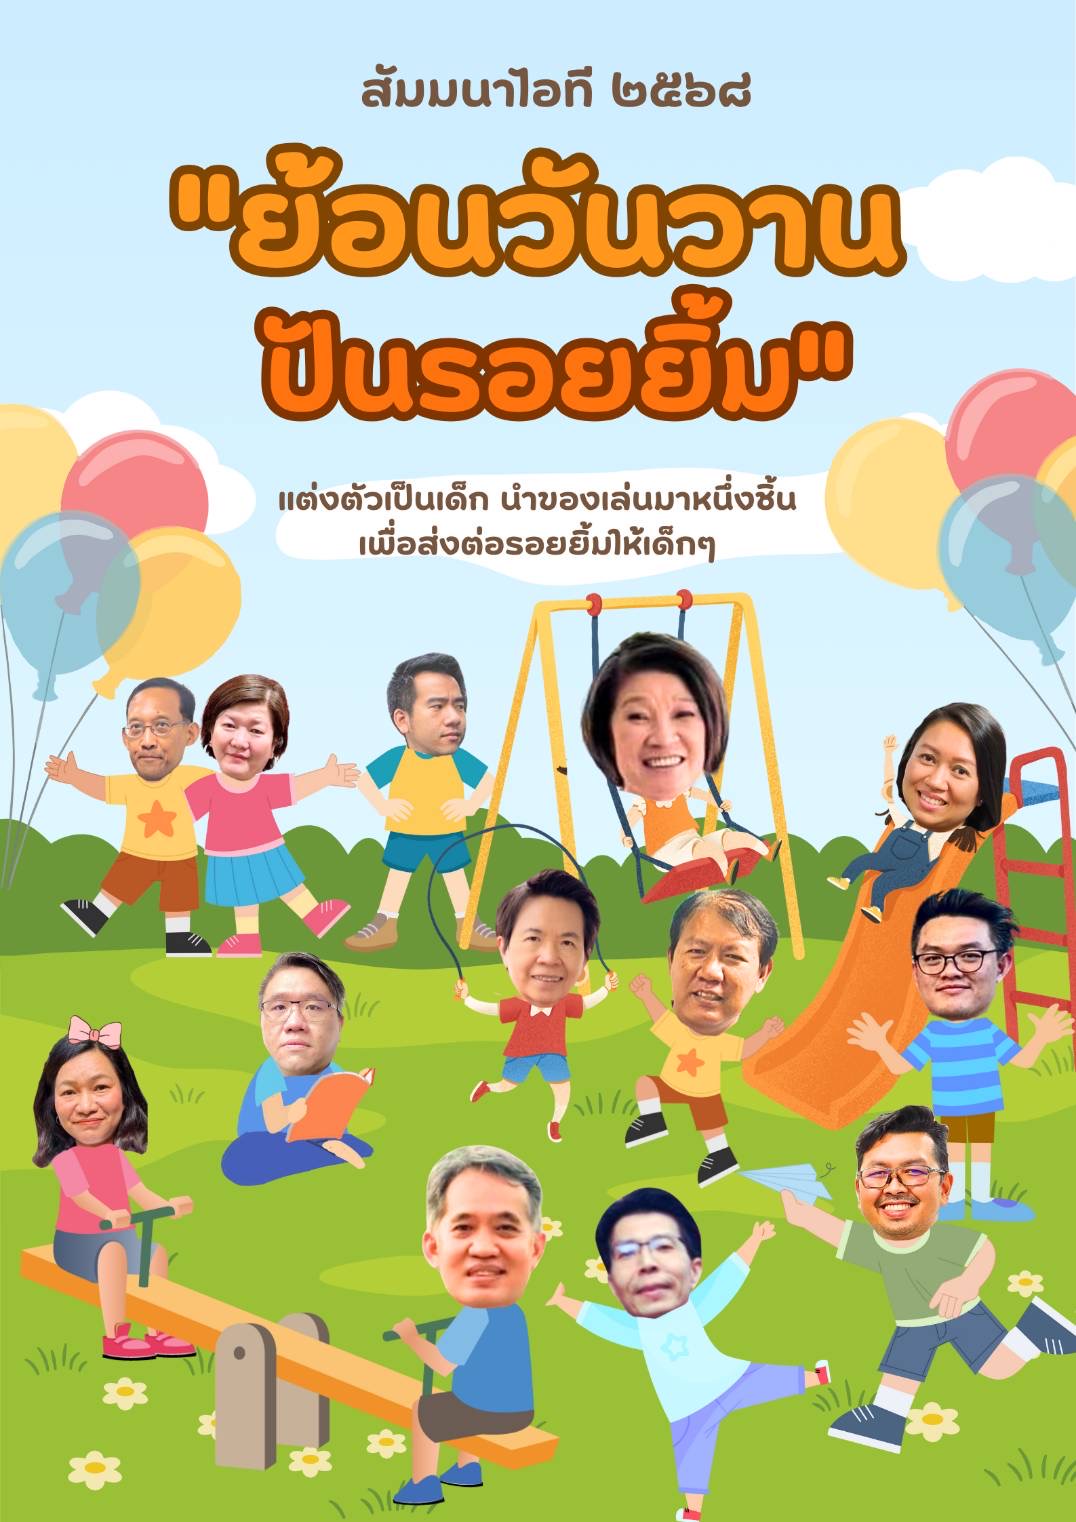 สัมมนาไอที ๒๕๖๘
"ย้อนวันวาน
ปันรอยยิ้ม"
แต่งตัวเป็นเด็ก นำของเล่นมาหนึ่งชิ้น
เพื่อส่งต่อรอยยิ้มให้เด็กๆ